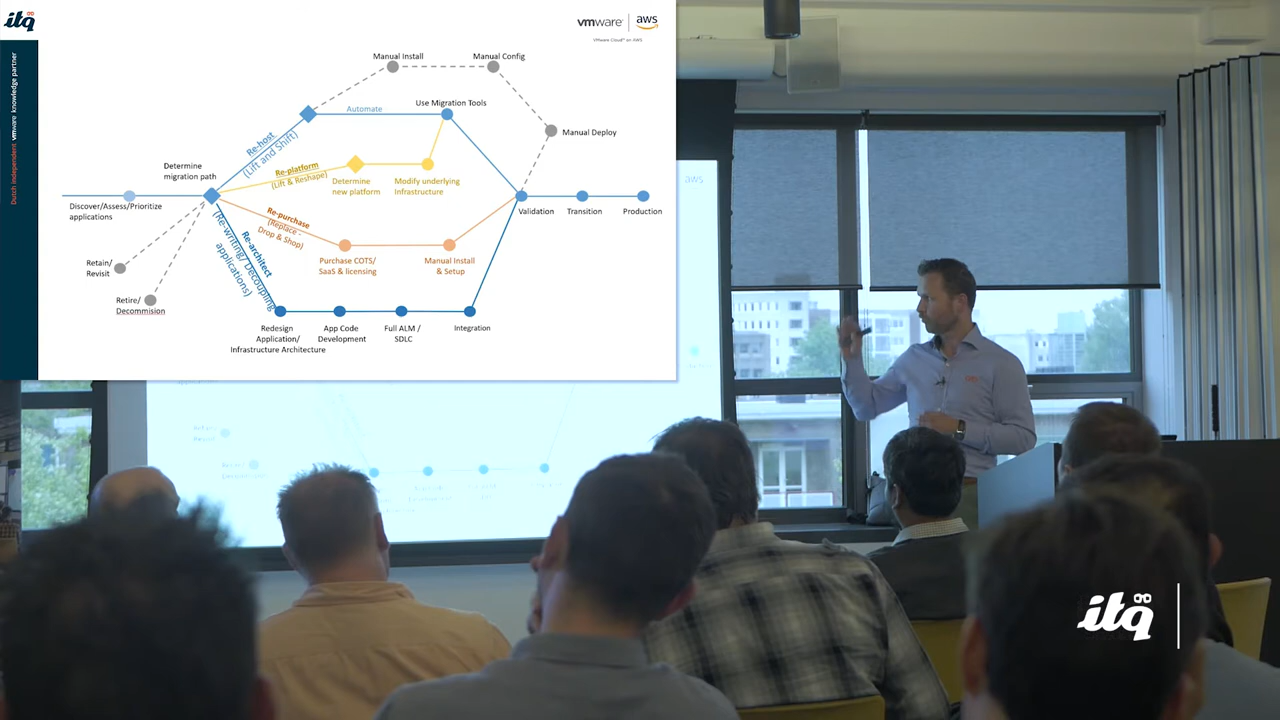 itq
vmware
aws
VMware Cloud™ on AWS
Dutch independent vmware knowledge partner
Manual Install
Manual Config
Automate
Use Migration Tools
Manual Deploy
Re-host
(Lift and Shift)
Determine
migration path
Re-platform
(Lift & Reshape)
Determine
new platform
Modify underlying
Infrastructure
Discover/Assess/Prioritize
applications
Validation
Transition
Production
Re-purchase
(Replace -
Drop & Shop)
Re-architect
(Re-writing/ Decoupling
applications)
Purchase COTS/
SaaS & licensing
Manual Install
& Setup
Retain/
Revisit
Retire/
Decommision
Redesign
Application/
Infrastructure Architecture
App Code
Development
Full ALM /
SDLC
Integration
aws
itq